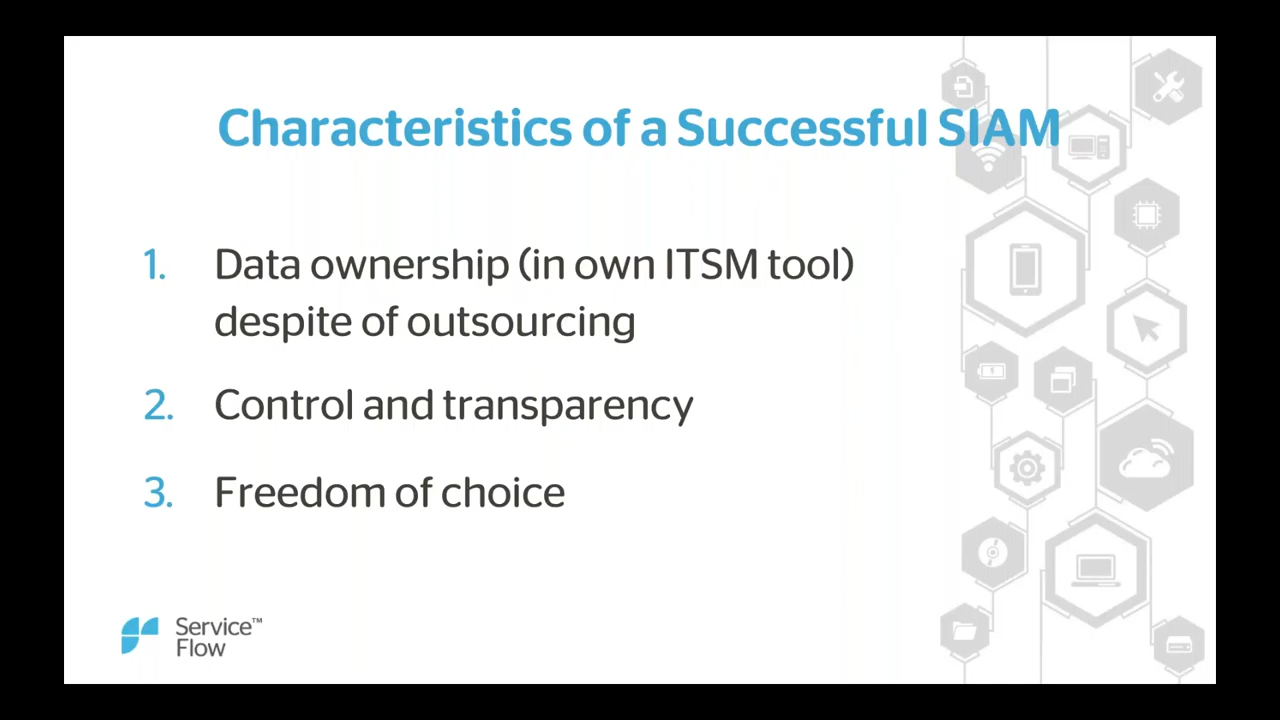 Characteristics of a Successful SIAM
1. Data ownership (in own ITSM tool)
despite of outsourcing
2. Control and transparency
3. Freedom of choice
Service™
Flow